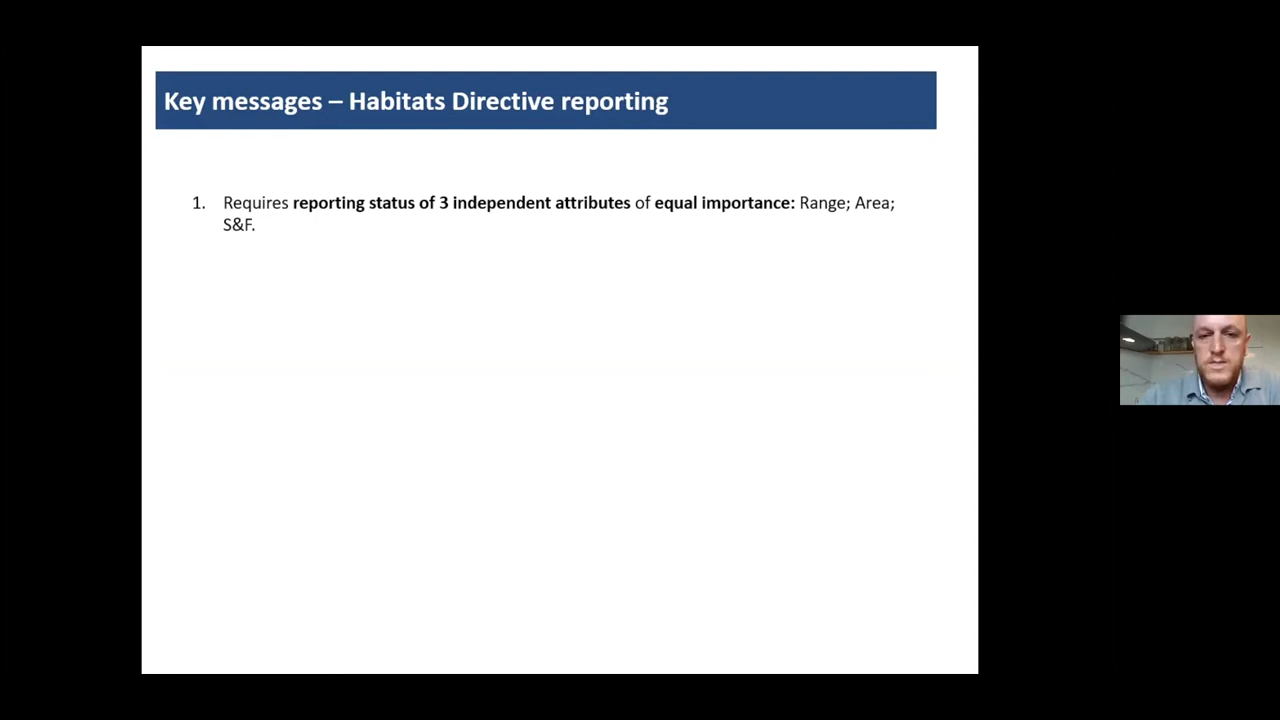 Key messages – Habitats Directive reporting
1. Requires reporting status of 3 independent attributes of equal importance: Range; Area;
S&F.